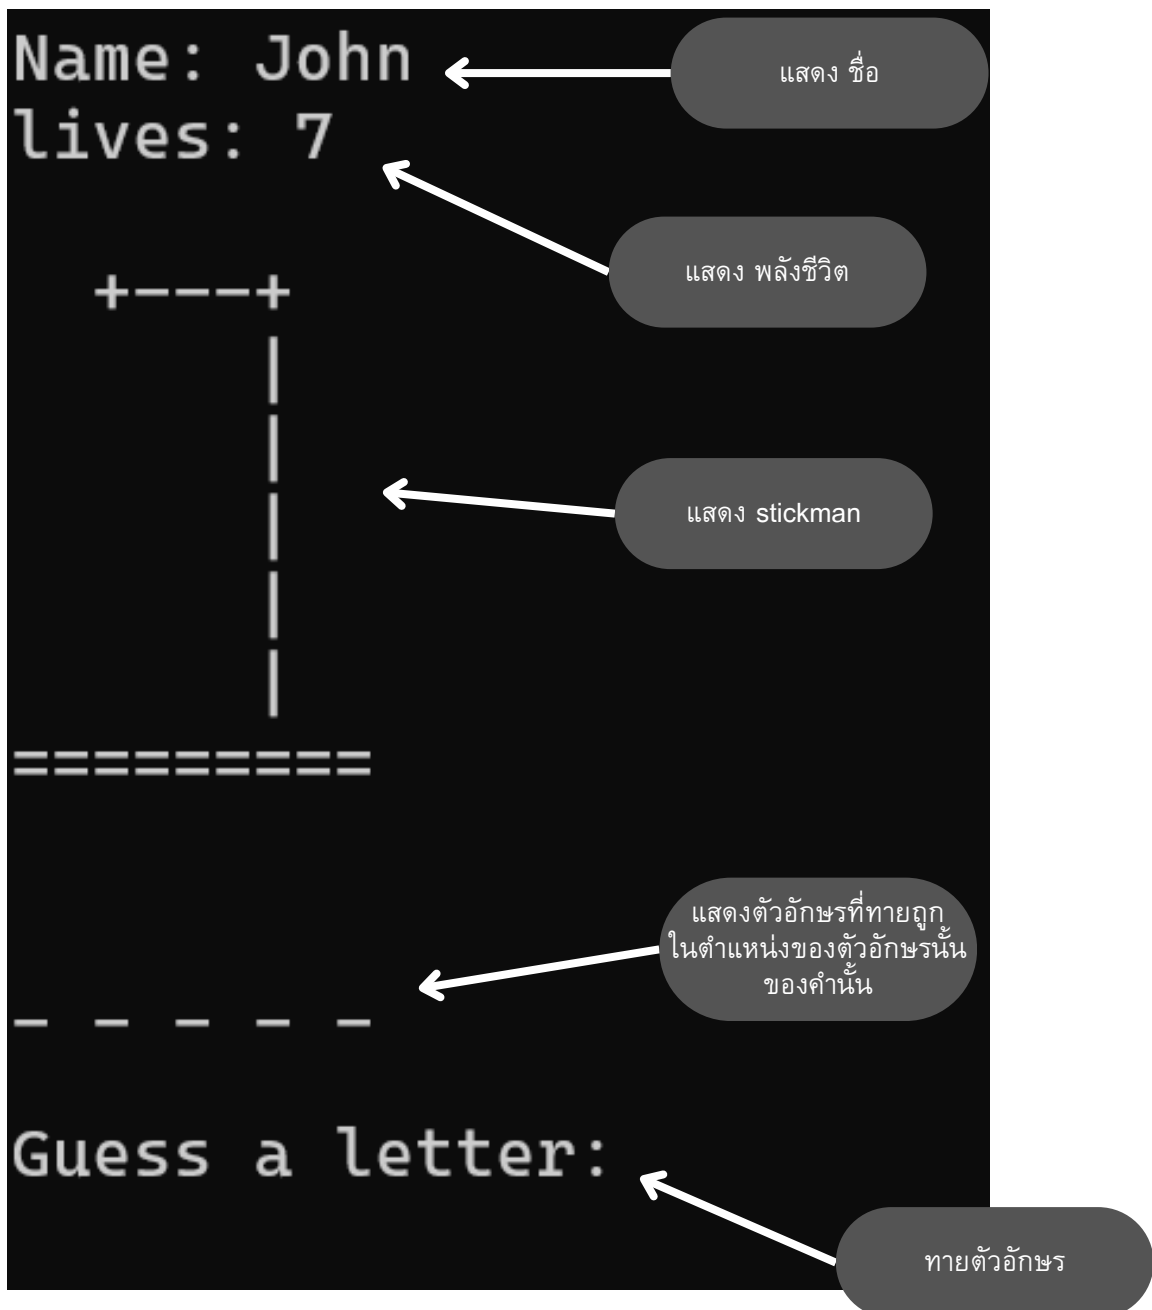 Name: John
แสดง ชื่อ
lives: 7
แสดง พลังชีวิต
+---+
|
|
|
แสดง stickman
|
|
=========
แสดงตัวอักษรที่ทายถูก
ในตำแหน่งของตัวอักษรนั้น
ของคำนั้น
_ _ _ _ _
Guess a letter:
ทายตัวอักษร